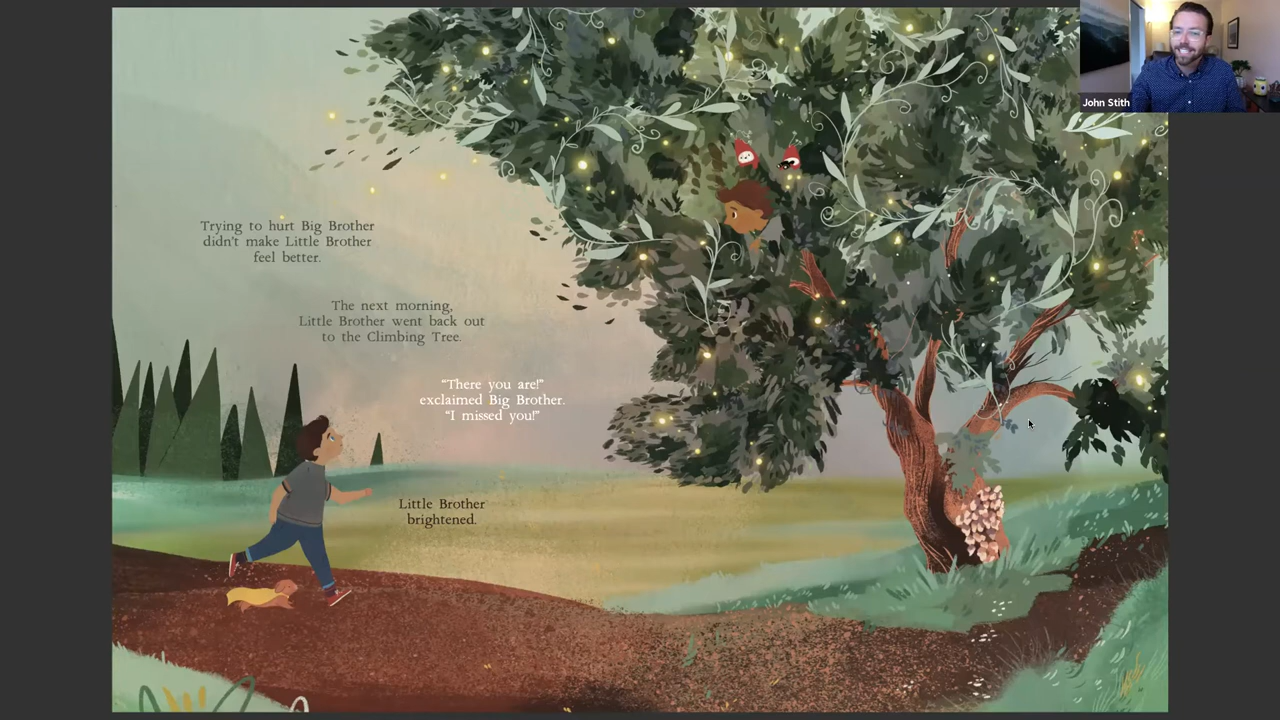 John Stith
Trying to hurt Big Brother
didn't make Little Brother
feel better.
The next morning,
Little Brother went back out
to the Climbing Tree.
“There you are!”
exclaimed Big Brother.
“I missed you!”
Little Brother
brightened.